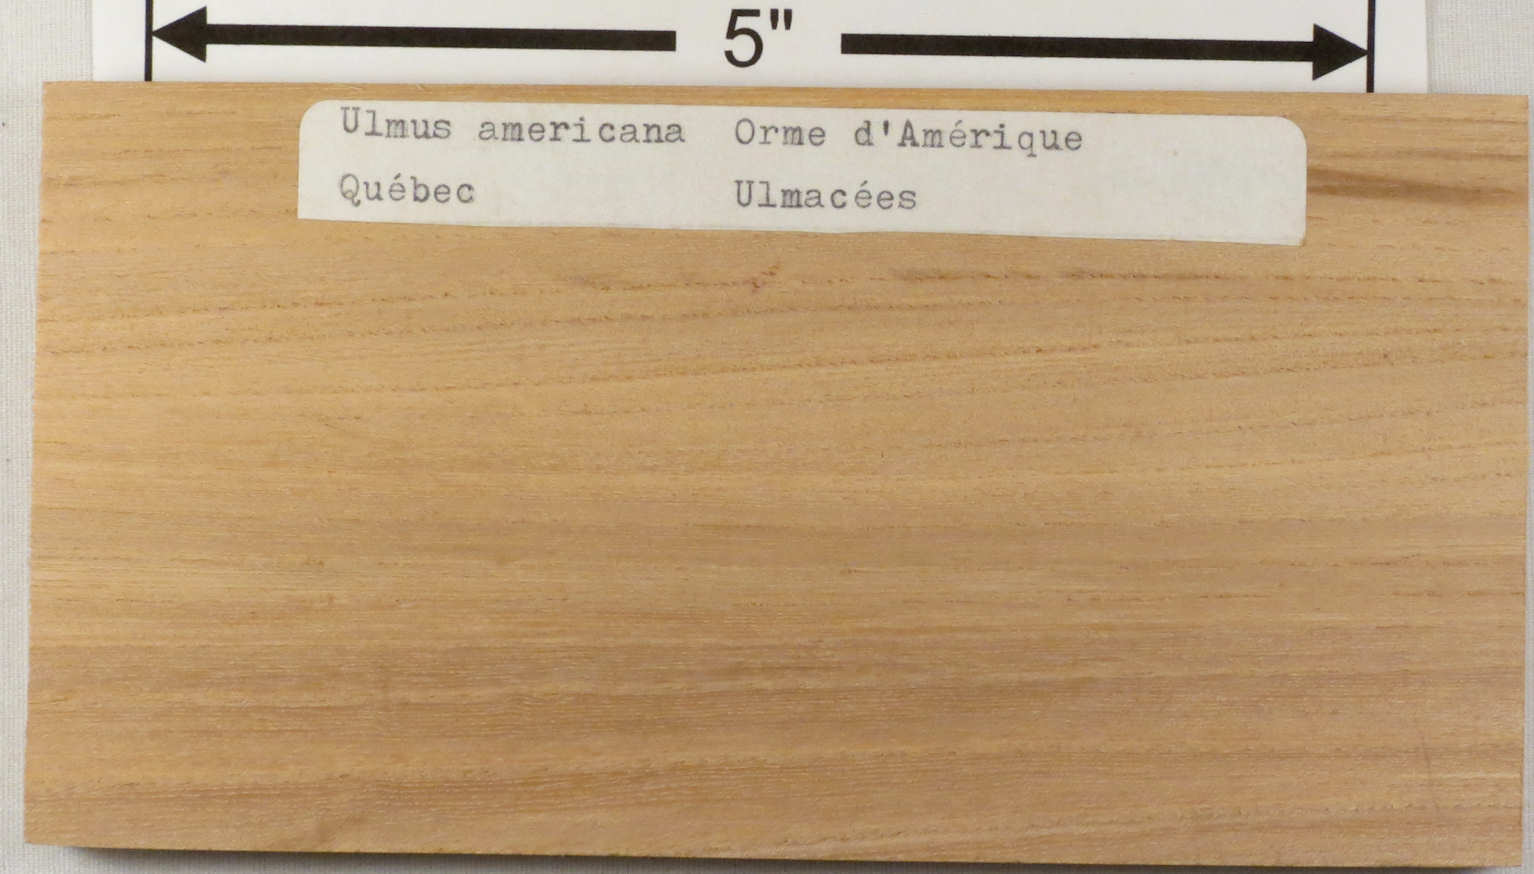 5"
Ulmus americana Orme d'Amérique
Québec Ulmacées